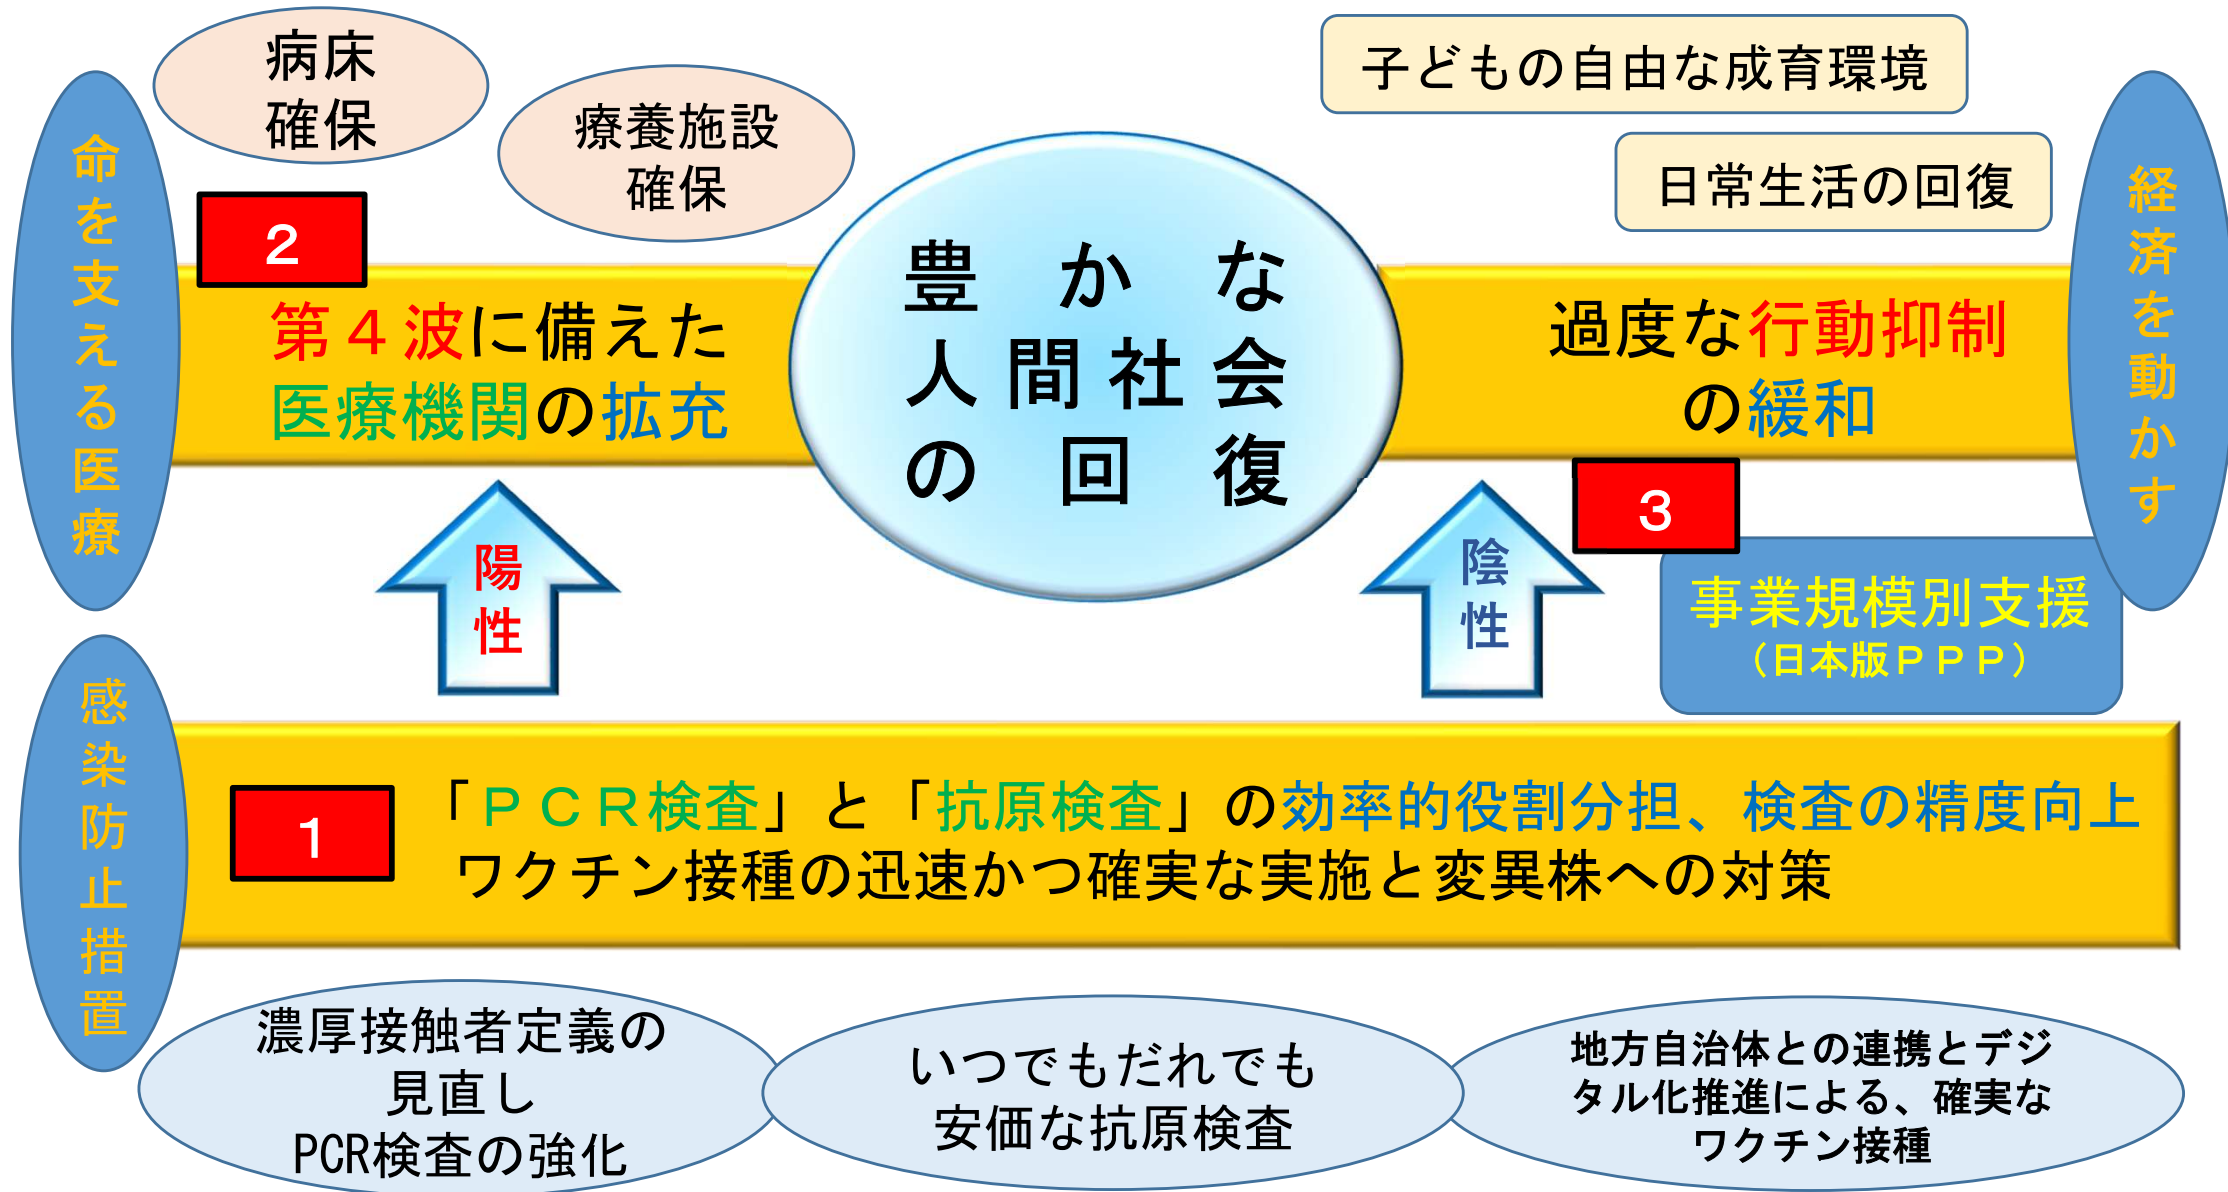 病床
確保
療養施設
確保
子どもの自由な成育環境
日常生活の回復
命を支える医療
経済を動かす
2
第４波に備えた
医療機関の拡充
豊かな
人間社会
の回復
過度な行動抑制
の緩和
3
陽性
陰性
事業規模別支援
（日本版ＰＰＰ）
感染防止措置
1
「ＰＣＲ検査」と「抗原検査」の効率的役割分担、検査の精度向上
ワクチン接種の迅速かつ確実な実施と変異株への対策
濃厚接触者定義の
見直し
PCR検査の強化
いつでもだれでも
安価な抗原検査
地方自治体との連携とデジ
タル化推進による、確実な
ワクチン接種